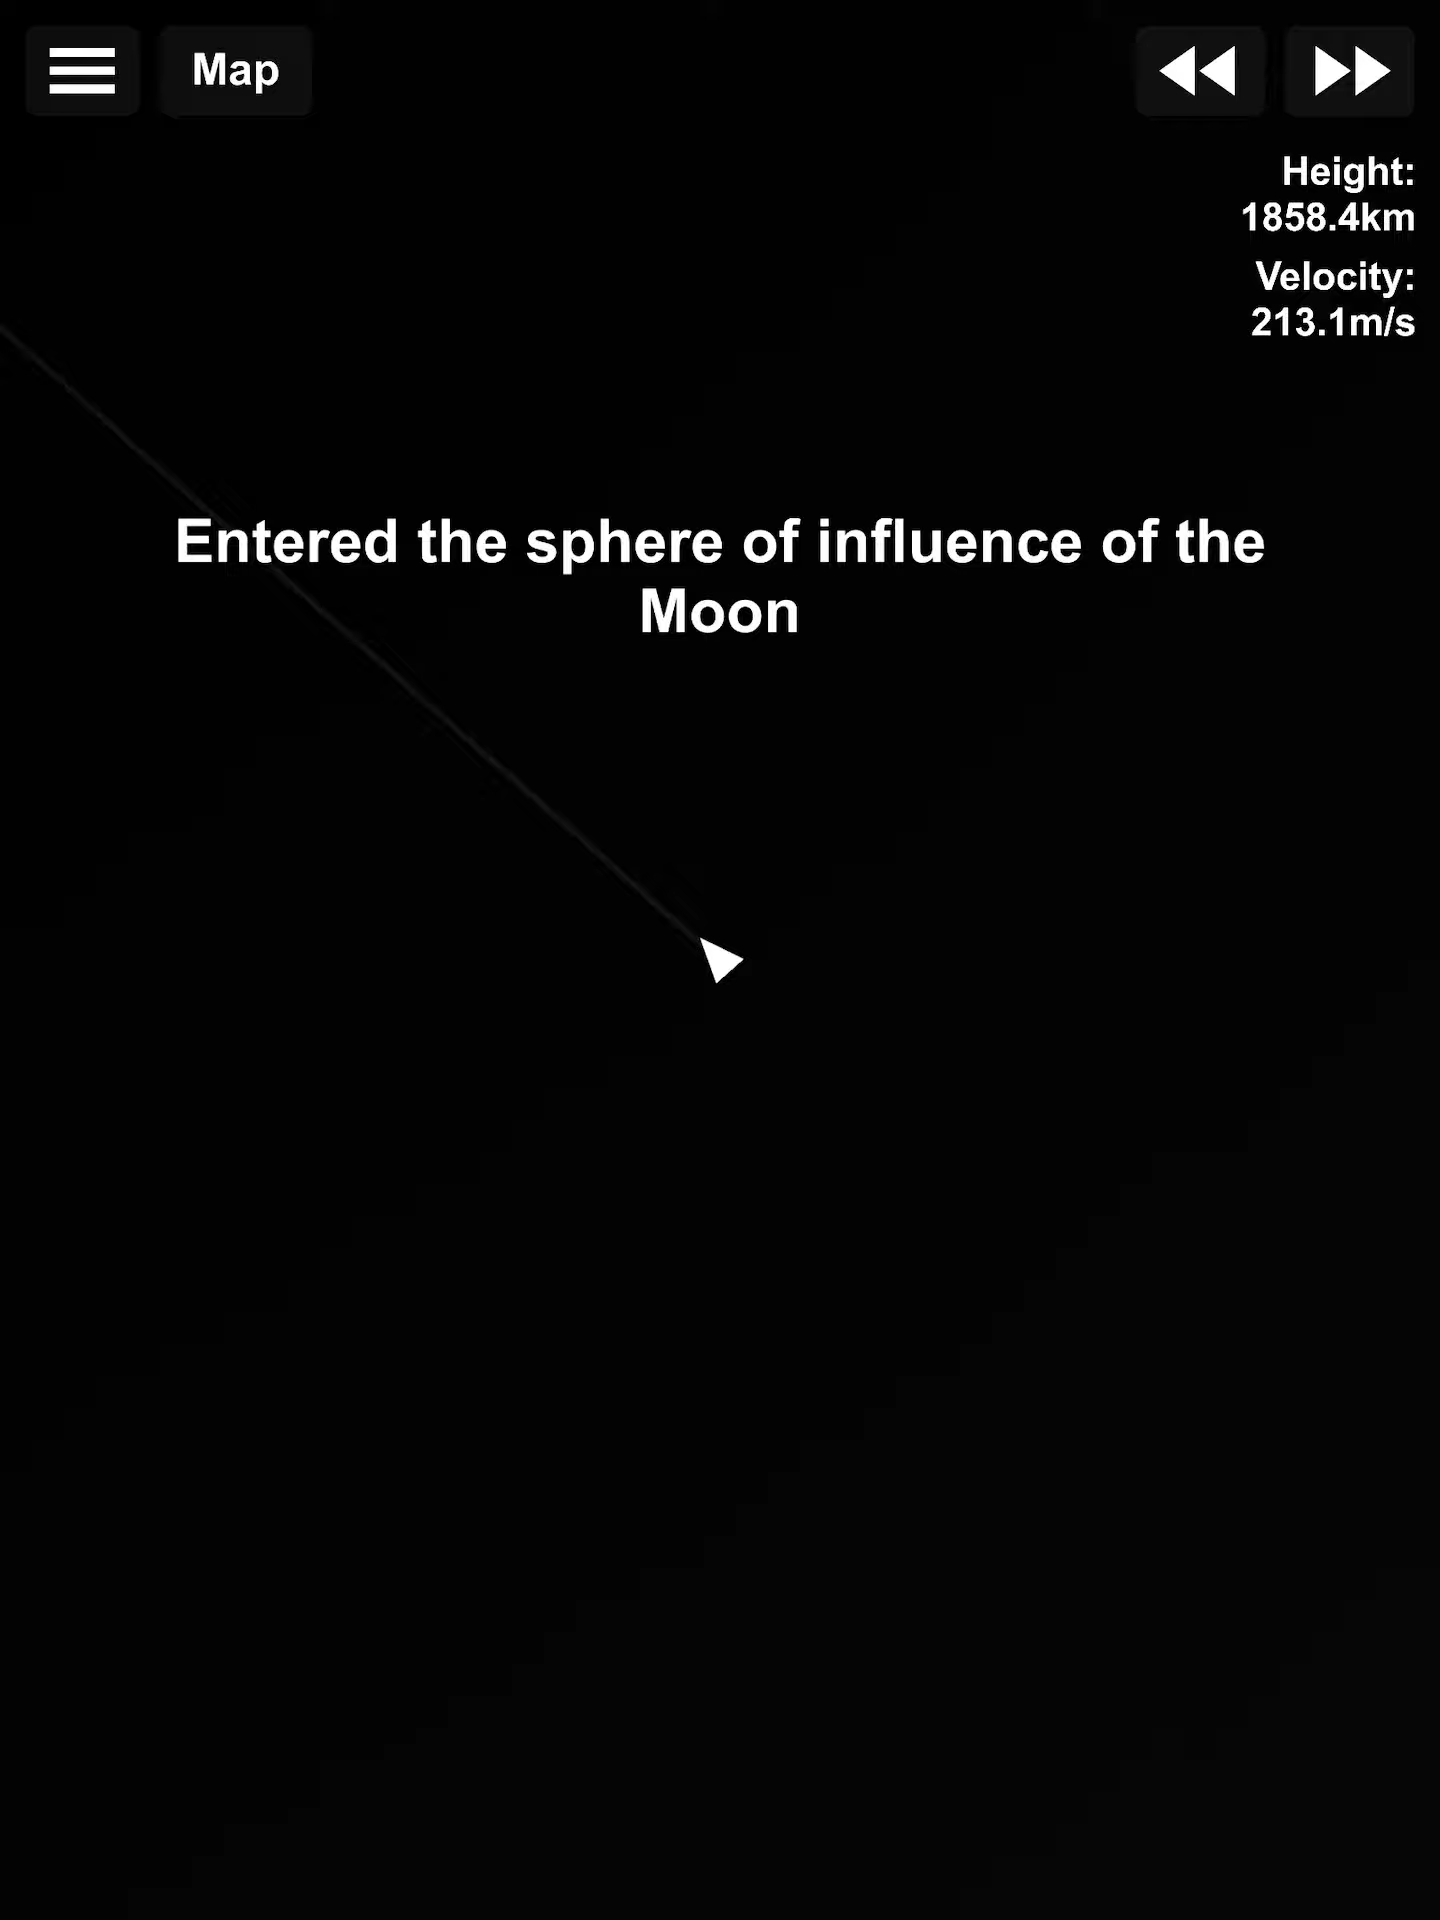 Map
Height:
1858.4km
Velocity:
213.1m/s
Entered the sphere of influence of the
Moon